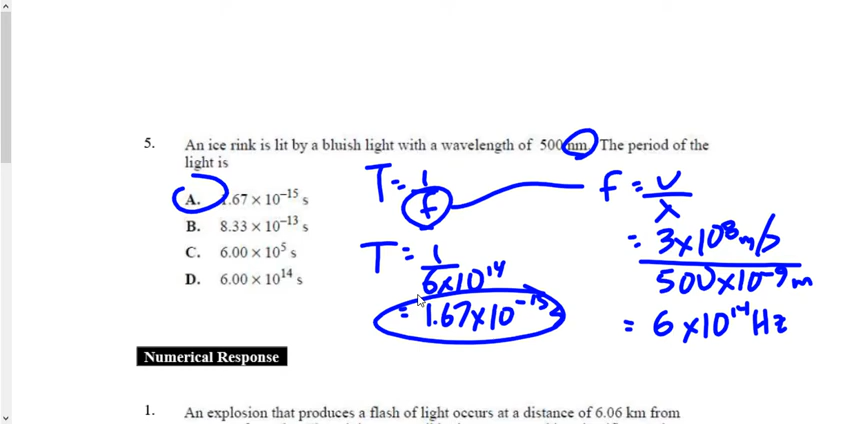 5. An ice rink is lit by a bluish light with a wavelength of 500 nm. The period of the
light is
A. 1.67 × 10⁻¹⁵ s
B. 8.33 × 10⁻¹³ s
C. 6.00 × 10⁵ s
D. 6.00 × 10¹⁴ s
T = 1/f
T = 1/6×10¹⁴
= 1.67×10⁻¹⁵ s
f = v/λ
= 3×10⁸ m/s
500×10⁻⁹ m
= 6×10¹⁴ Hz
Numerical Response
1. An explosion that produces a flash of light occurs at a distance of 6.06 km from